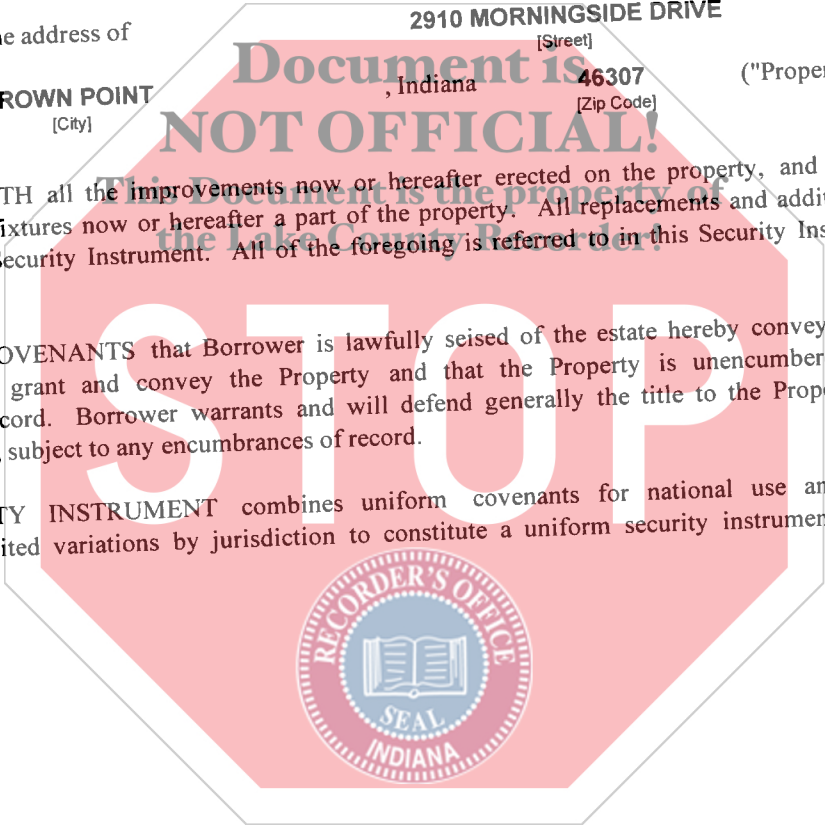 e address of
2910 MORNINGSIDE DRIVE
[Street]
ROWN POINT
[City]
, Indiana
46307
[Zip Code]
("Proper
Document is
NOT OFFICIAL!
This Document is the property of
the Lake County Recorder!
TH all the improvements now or hereafter erected on the property, and
ixtures now or hereafter a part of the property. All replacements and addit
ecurity Instrument. All of the foregoing is referred to in this Security Ins
STOP
OVENANTS that Borrower is lawfully seised of the estate hereby convey
grant and convey the Property and that the Property is unencumber
cord. Borrower warrants and will defend generally the title to the Prope
, subject to any encumbrances of record.
TY INSTRUMENT combines uniform covenants for national use an
ited variations by jurisdiction to constitute a uniform security instrumen
RECORDER'S OFFICE
SEAL
INDIANA